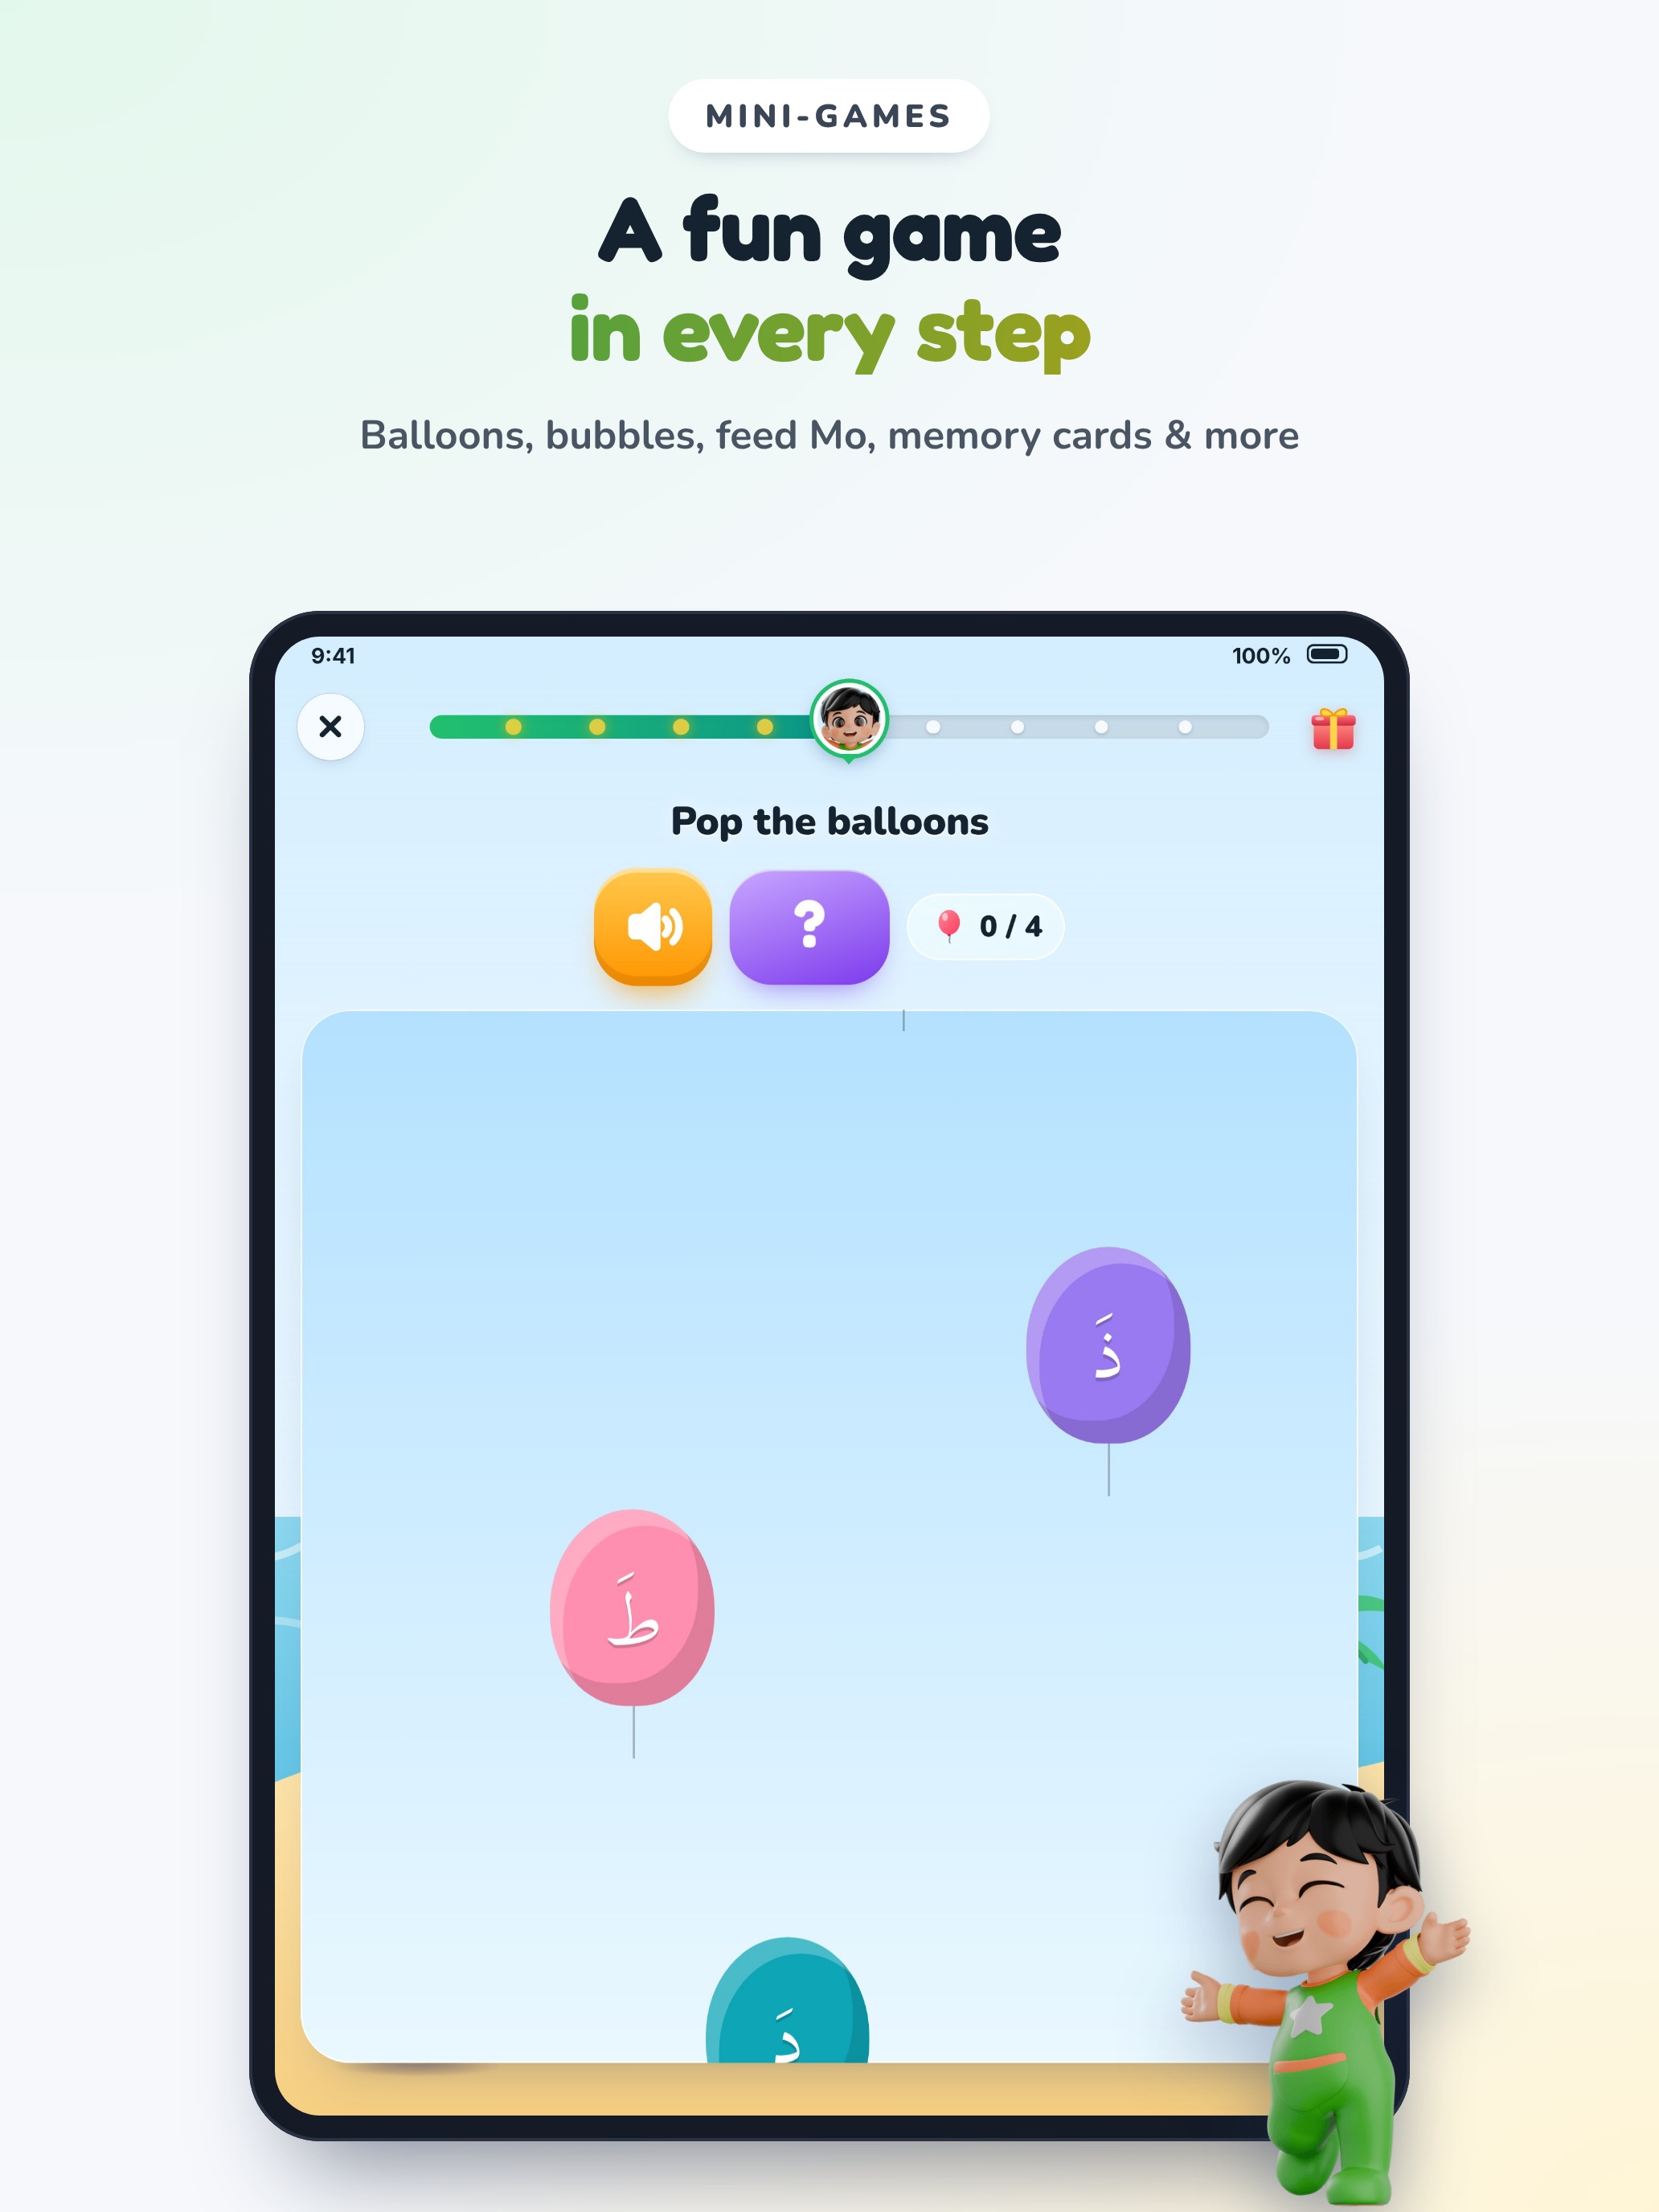 MINI-GAMES
A fun game
in every step
Balloons, bubbles, feed Mo, memory cards & more
9:41
100%
Pop the balloons
?
0 / 4
ذَ
طَ
دَ